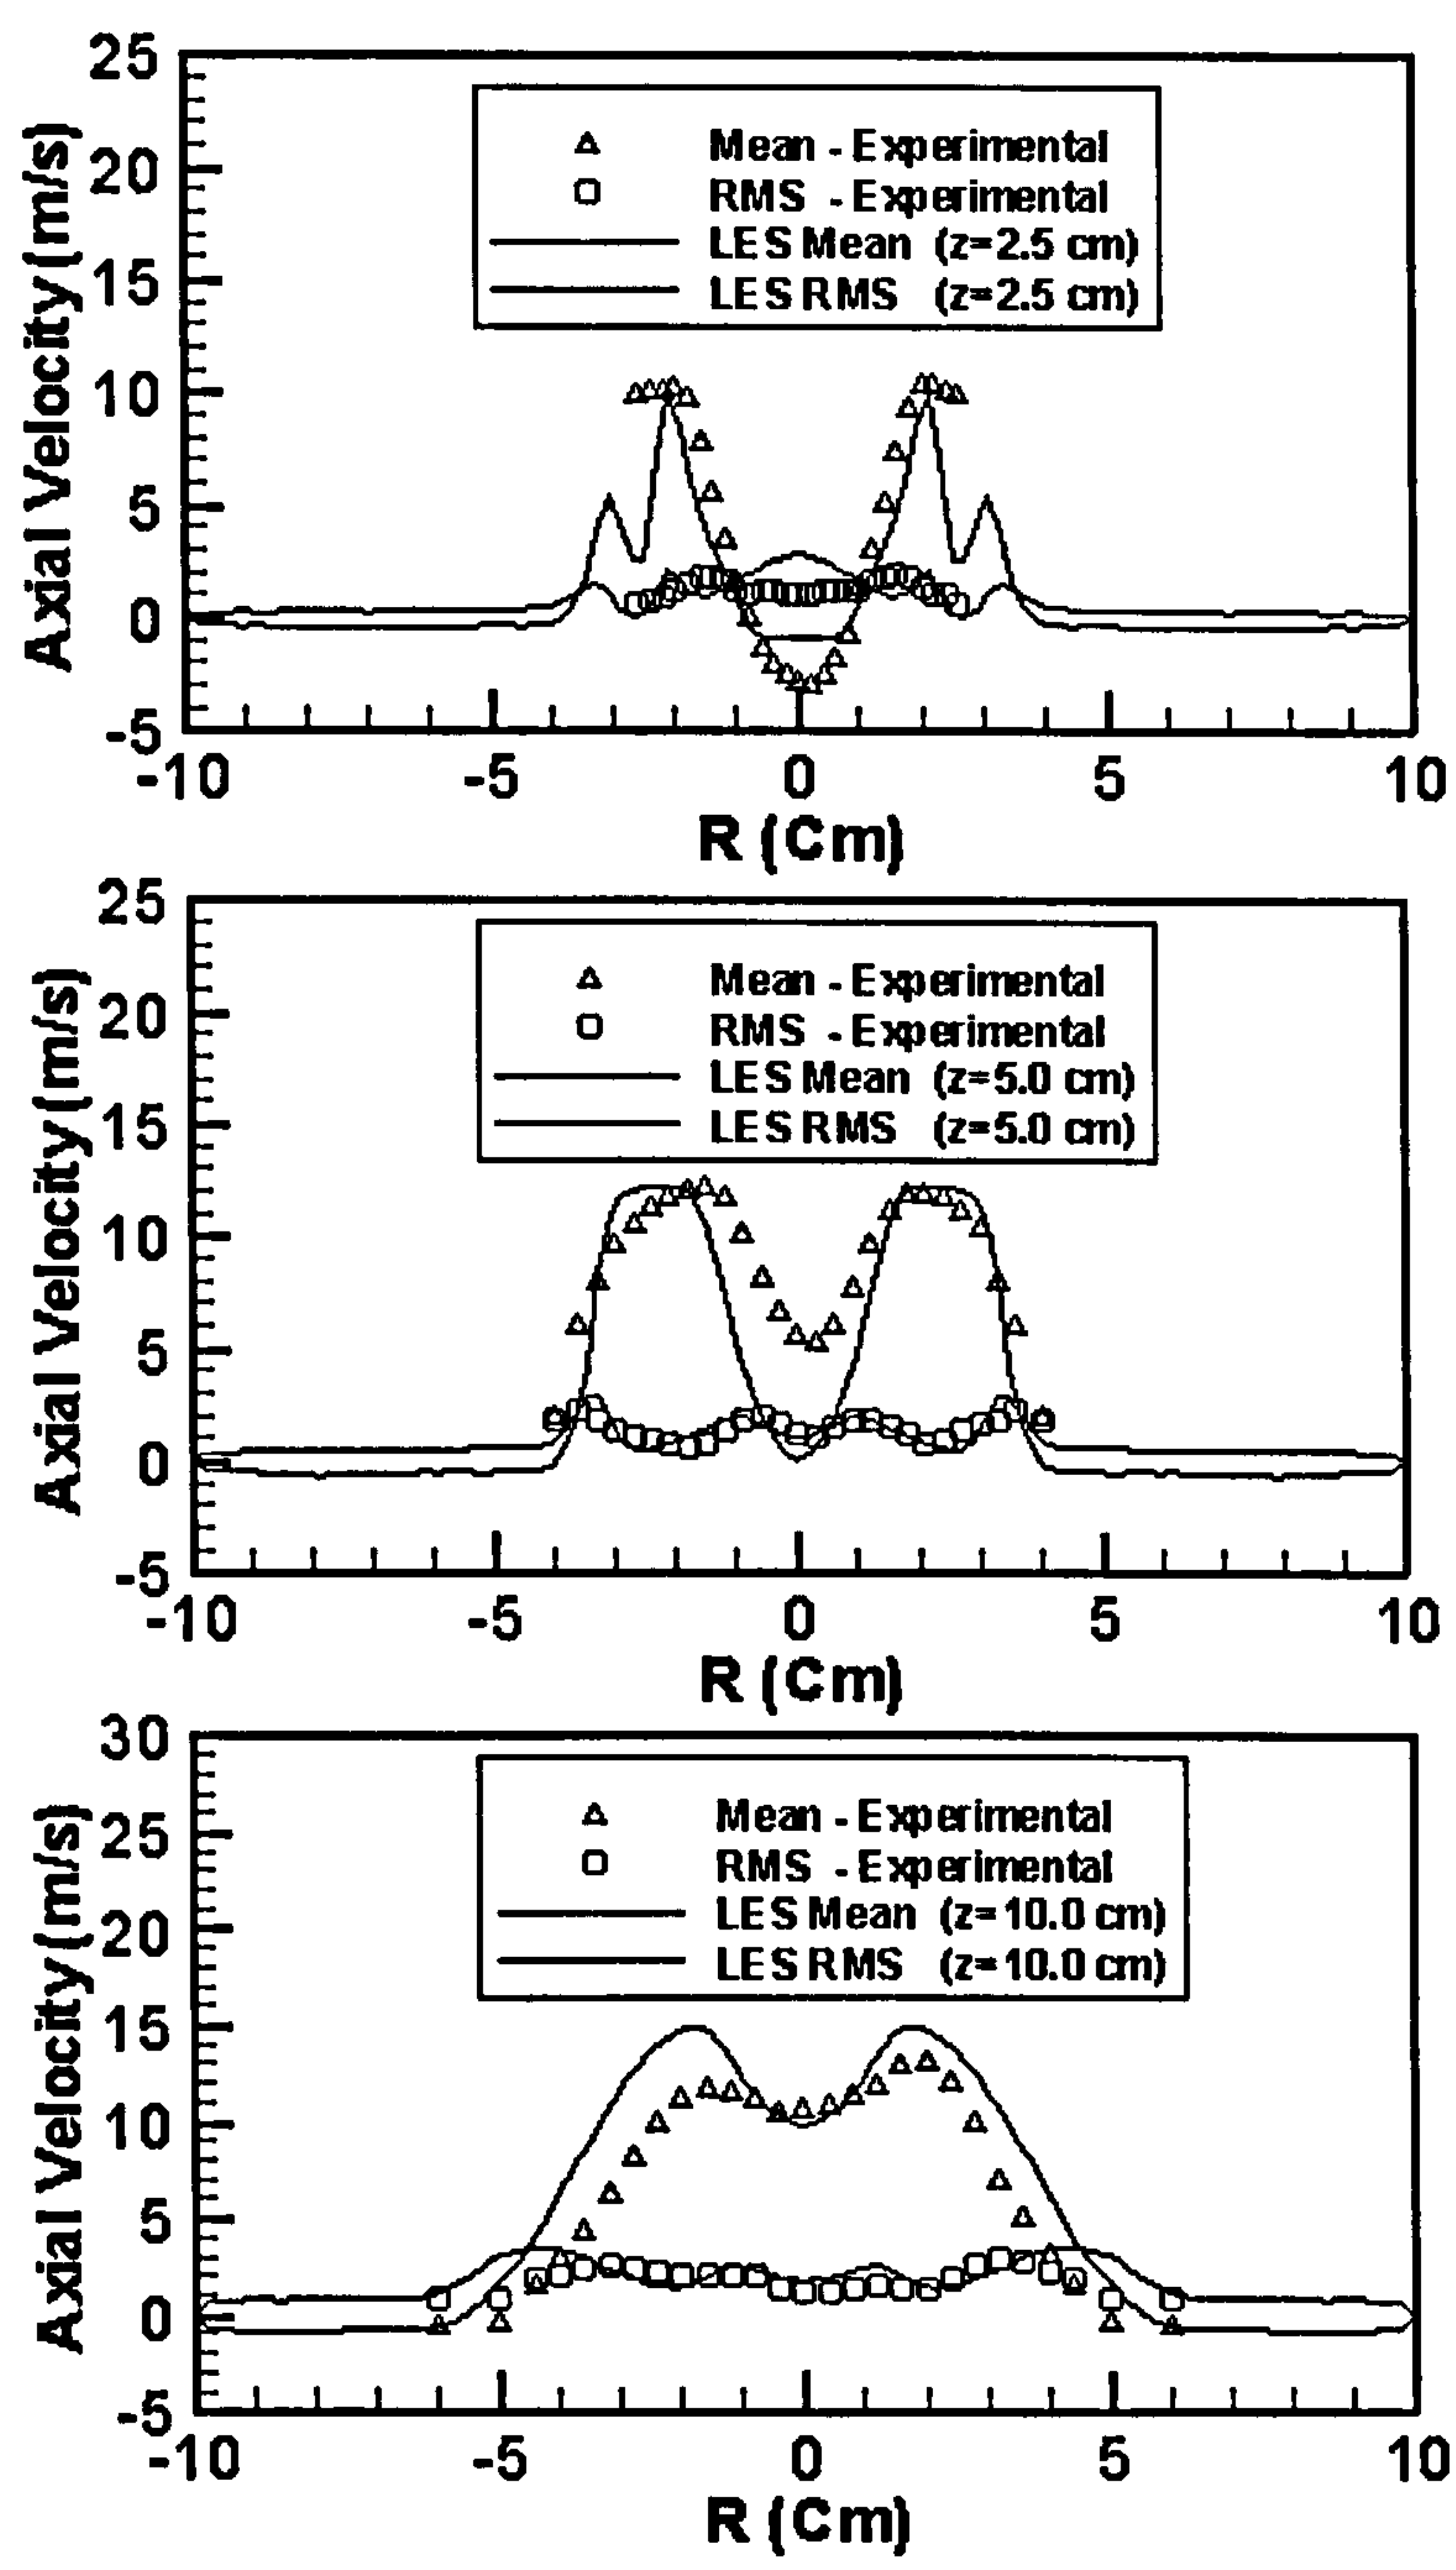 25
20
15
10
5
0
-5
Axial Velocity(m/s)
Mean - Experimental
RMS - Experimental
LES Mean (z=2.5 cm)
LES RMS (z=2.5 cm)
-10 -5 0 5 10
R (Cm)
25
20
15
10
5
0
-5
Axial Velocity(m/s)
Mean - Experimental
RMS - Experimental
LES Mean (z=5.0 cm)
LES RMS (z=5.0 cm)
-10 -5 0 5 10
R (Cm)
30
25
20
15
10
5
0
-5
Axial Velocity(m/s)
Mean - Experimental
RMS - Experimental
LES Mean (z=10.0 cm)
LES RMS (z=10.0 cm)
-10 -5 0 5 10
R (Cm)